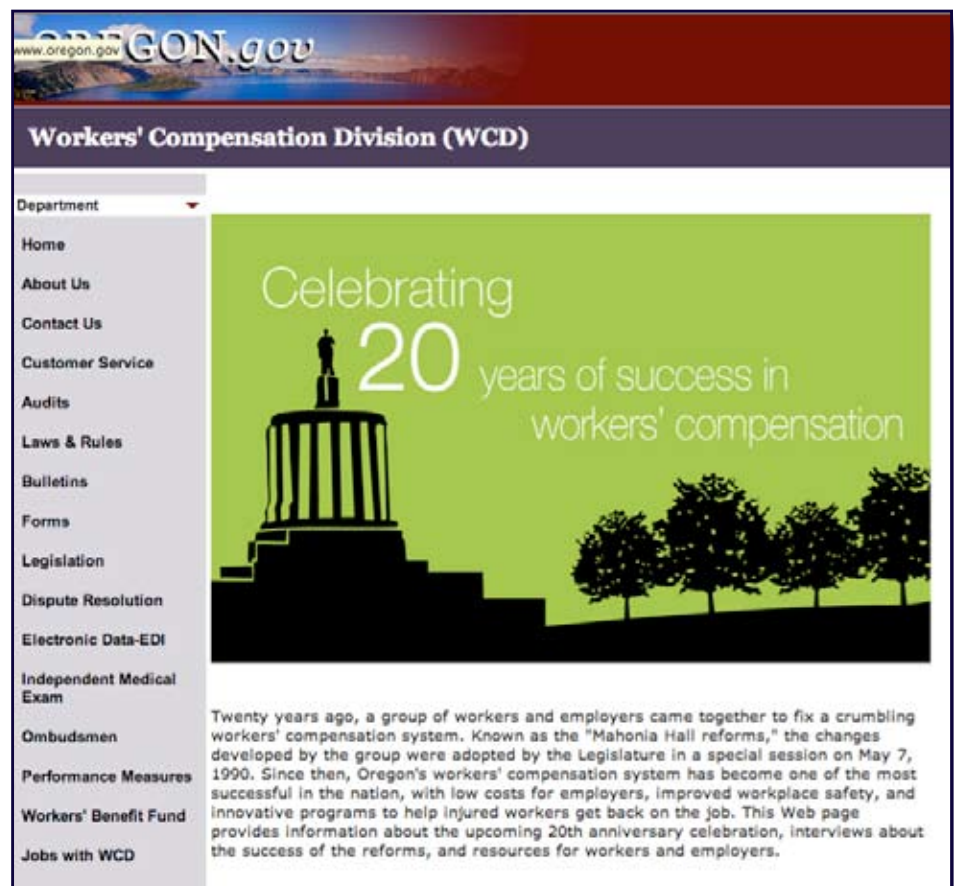 www.oregon.gov GON.gov
Workers' Compensation Division (WCD)
Department
Home
About Us
Contact Us
Customer Service
Audits
Laws & Rules
Bulletins
Forms
Legislation
Dispute Resolution
Electronic Data-EDI
Independent Medical
Exam
Ombudsmen
Performance Measures
Workers' Benefit Fund
Jobs with WCD
Celebrating
20 years of success in
workers' compensation
Twenty years ago, a group of workers and employers came together to fix a crumbling
workers' compensation system. Known as the "Mahonia Hall reforms," the changes
developed by the group were adopted by the Legislature in a special session on May 7,
1990. Since then, Oregon's workers' compensation system has become one of the most
successful in the nation, with low costs for employers, improved workplace safety, and
innovative programs to help injured workers get back on the job. This Web page
provides information about the upcoming 20th anniversary celebration, interviews about
the success of the reforms, and resources for workers and employers.